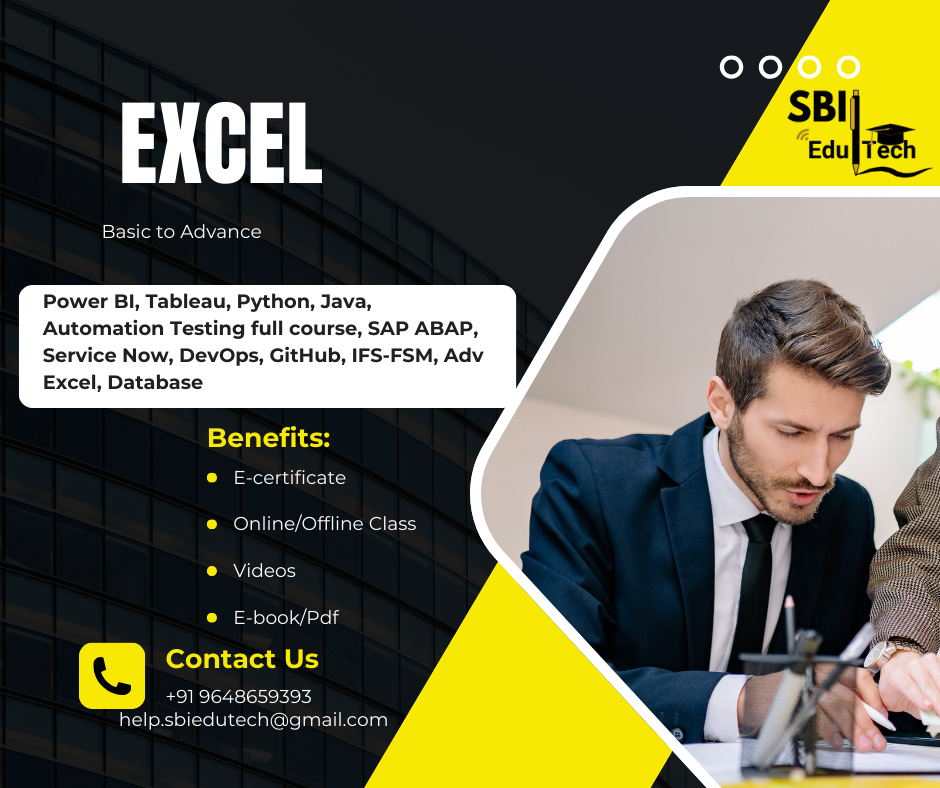 SBI
Edu Tech
EXCEL
Basic to Advance
Power BI, Tableau, Python, Java,
Automation Testing full course, SAP ABAP,
Service Now, DevOps, GitHub, IFS-FSM, Adv
Excel, Database
Benefits:
E-certificate
Online/Offline Class
Videos
E-book/Pdf
Contact Us
+91 9648659393
help.sbiedutech@gmail.com